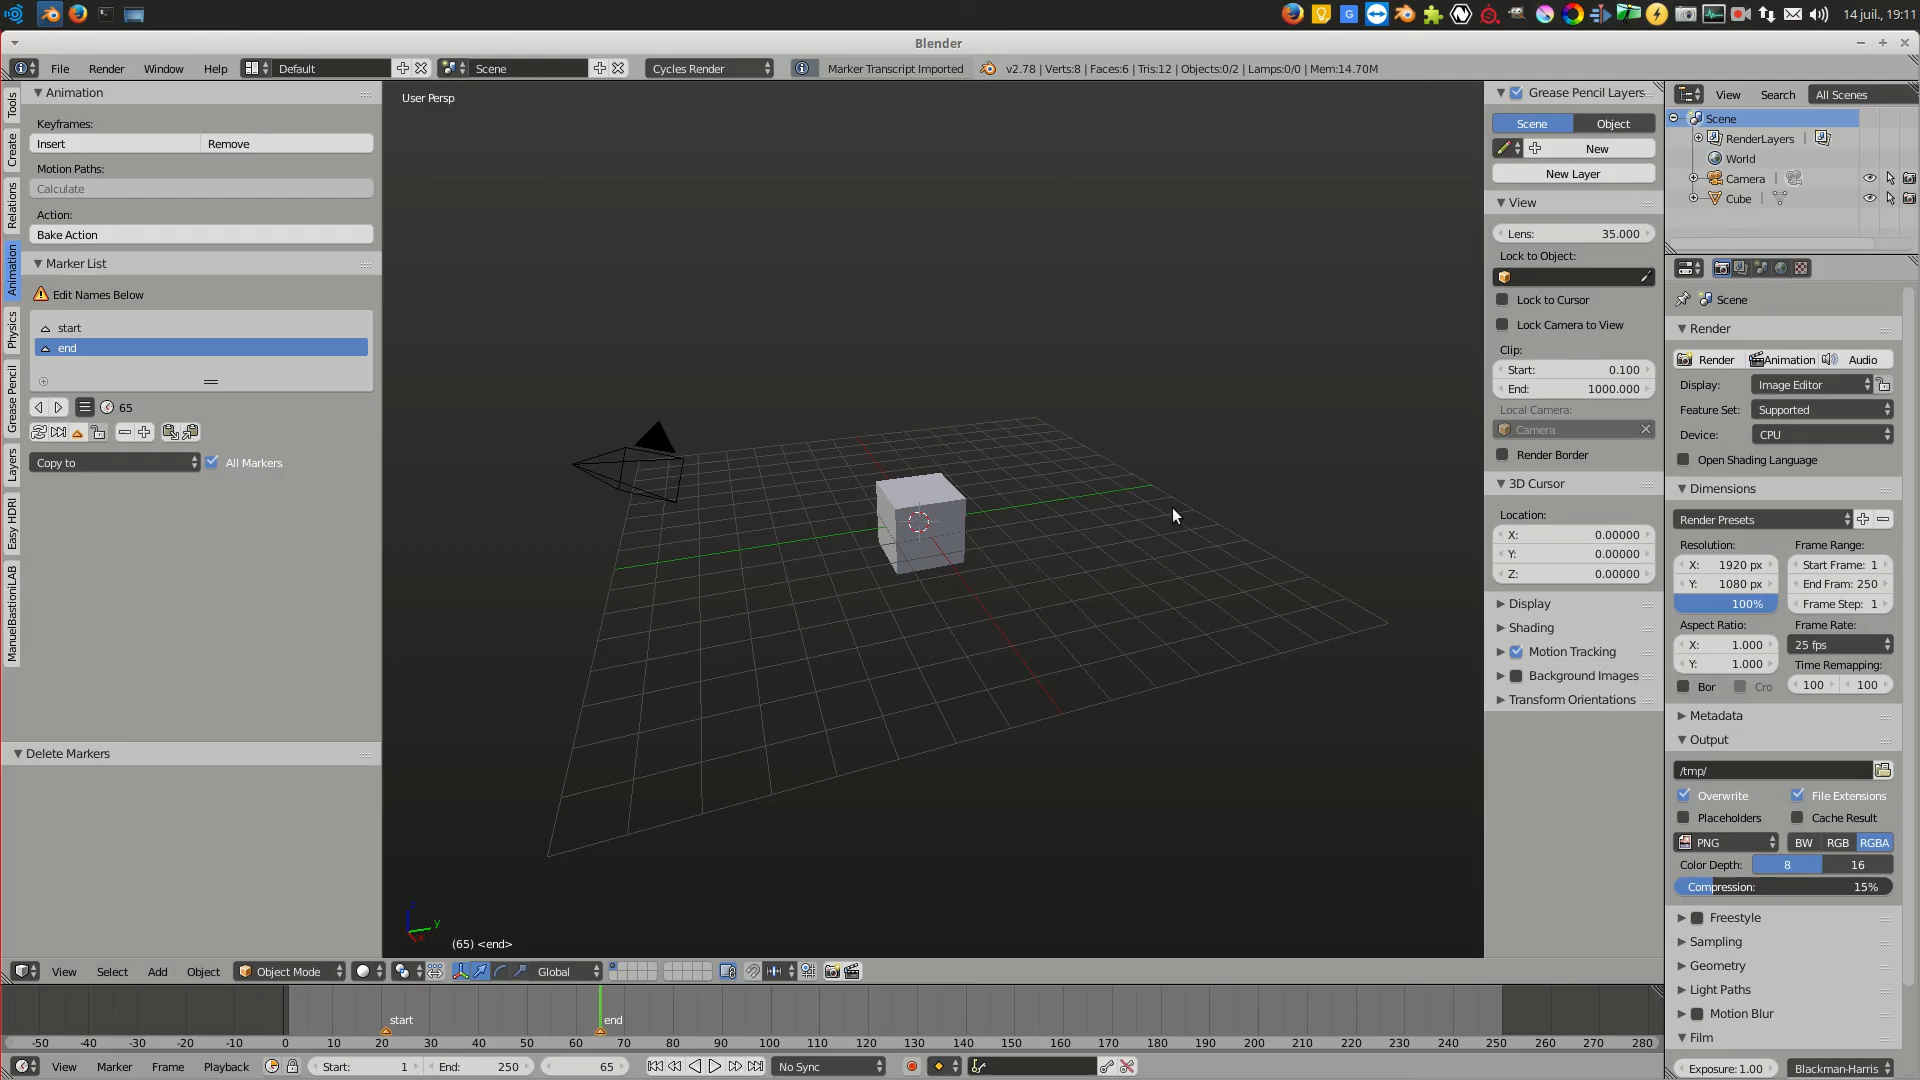 14 juil., 19:11
Blender
File Render Window Help Default Scene Cycles Render Marker Transcript Imported v2.78 | Verts:8 | Faces:6 | Tris:12 | Objects:0/2 | Lamps:0/0 | Mem:14.70M
Tools
Create
Relations
Animation
Physics
Grease Pencil
Layers
Easy HDRI
ManuelBastioniLAB
Animation
Keyframes:
Insert Remove
Motion Paths:
Calculate
Action:
Bake Action
Marker List
Edit Names Below
start
end
65
Copy to All Markers
Delete Markers
User Persp
(65) <end>
z
y
x
Grease Pencil Layers
Scene Object
New
New Layer
View
Lens: 35.000
Lock to Object:
Lock to Cursor
Lock Camera to View
Clip:
Start: 0.100
End: 1000.000
Local Camera:
Camera
Render Border
3D Cursor
Location:
X: 0.00000
Y: 0.00000
Z: 0.00000
Display
Shading
Motion Tracking
Background Images
Transform Orientations
View Search All Scenes
Scene
RenderLayers
World
Camera
Cube
Scene
Render
Render Animation Audio
Display: Image Editor
Feature Set: Supported
Device: CPU
Open Shading Language
Dimensions
Render Presets
Resolution: Frame Range:
X: 1920 px Start Frame: 1
Y: 1080 px End Fram: 250
100% Frame Step: 1
Aspect Ratio: Frame Rate:
X: 1.000 25 fps
Y: 1.000 Time Remapping:
Bor Cro 100 100
Metadata
Output
/tmp/
Overwrite File Extensions
Placeholders Cache Result
PNG BW RGB RGBA
Color Depth: 8 16
Compression: 15%
Freestyle
Sampling
Geometry
Light Paths
Motion Blur
Film
Exposure: 1.00 Blackman-Harris
View Select Add Object Object Mode Global
start end
-50 -40 -30 -20 -10 0 10 20 30 40 50 60 70 80 90 100 110 120 130 140 150 160 170 180 190 200 210 220 230 240 250 260 270 280
View Marker Frame Playback Start: 1 End: 250 65 No Sync